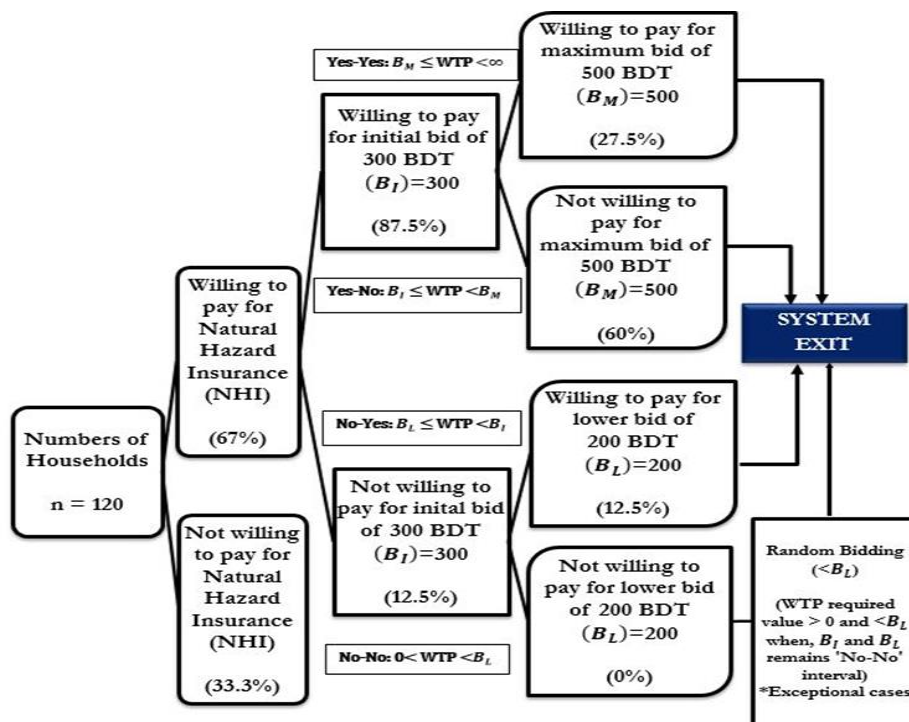 Numbers of
Households
n = 120
Willing to
pay for
Natural
Hazard
Insurance
(NHI)
(67%)
Not willing
to pay for
Natural
Hazard
Insurance
(NHI)
(33.3%)
Yes-Yes: B_M ≤ WTP <∞
Willing to pay
for initial bid of
300 BDT
(B_I)=300
(87.5%)
Yes-No: B_I ≤ WTP <B_M
No-Yes: B_L ≤ WTP <B_I
Not willing to
pay for inital bid
of 300 BDT
(B_I)=300
(12.5%)
No-No: 0< WTP <B_L
Willing to pay for
maximum bid of
500 BDT
(B_M)=500
(27.5%)
Not willing to
pay for
maximum bid of
500 BDT
(B_M)=500
(60%)
Willing to pay for
lower bid of
200 BDT
(B_L)=200
(12.5%)
Not willing to
pay for lower bid
of 200 BDT
(B_L)=200
(0%)
SYSTEM
EXIT
Random Bidding
(<B_L)
(WTP required
value > 0 and <B_L
when, B_I and B_L
remains 'No-No'
interval)
*Exceptional cases